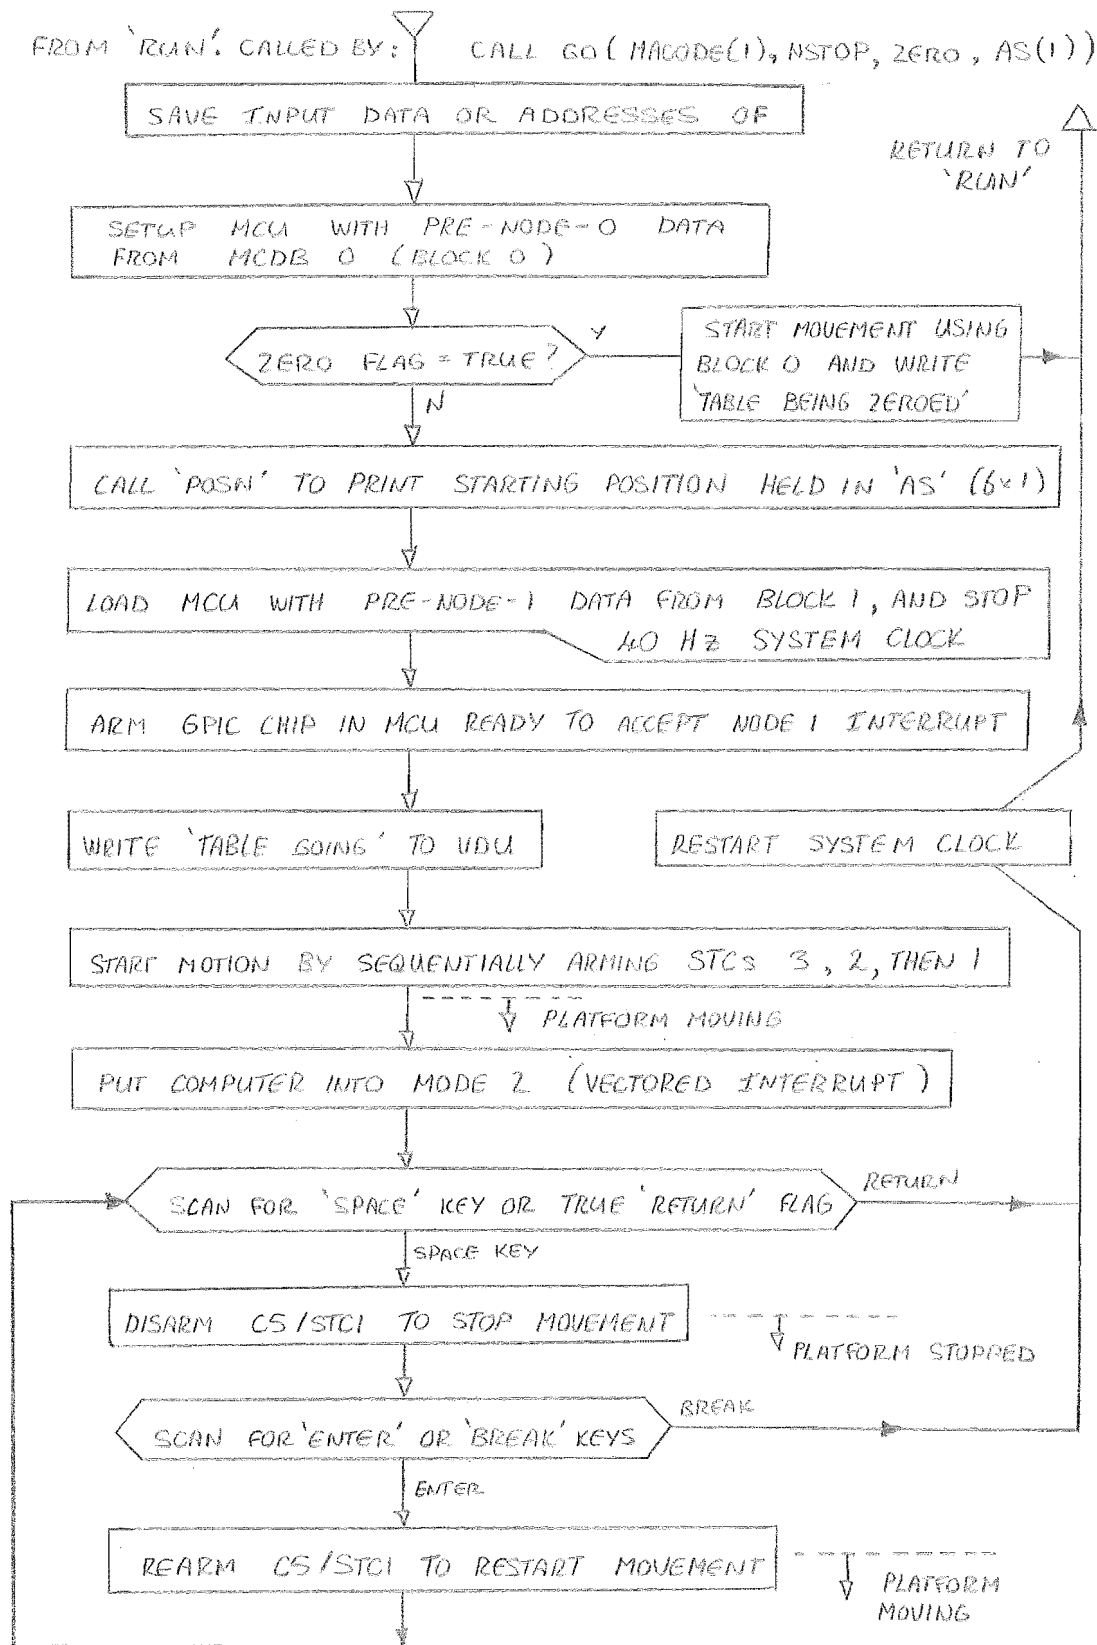 FROM 'RUN'. CALLED BY: CALL GO(MACODE(1), NSTOP, ZERO, AS(1))
SAVE INPUT DATA OR ADDRESSES OF
RETURN TO
'RUN'
SETUP MCU WITH PRE-NODE-0 DATA
FROM MCDB 0 (BLOCK 0)
ZERO FLAG = TRUE?
Y
START MOVEMENT USING
BLOCK 0 AND WRITE
'TABLE BEING ZEROED'
N
CALL 'POSN' TO PRINT STARTING POSITION HELD IN 'AS' (6x1)
LOAD MCU WITH PRE-NODE-1 DATA FROM BLOCK 1, AND STOP
40 HZ SYSTEM CLOCK
ARM GPIC CHIP IN MCU READY TO ACCEPT NODE 1 INTERRUPT
WRITE 'TABLE GOING' TO VDU
RESTART SYSTEM CLOCK
START MOTION BY SEQUENTIALLY ARMING STCs 3, 2, THEN 1
PLATFORM MOVING
PUT COMPUTER INTO MODE 2 (VECTORED INTERRUPT)
SCAN FOR 'SPACE' KEY OR TRUE 'RETURN' FLAG
RETURN
SPACE KEY
DISARM C5/STC1 TO STOP MOVEMENT
PLATFORM STOPPED
SCAN FOR 'ENTER' OR 'BREAK' KEYS
BREAK
ENTER
REARM C5/STC1 TO RESTART MOVEMENT
PLATFORM
MOVING